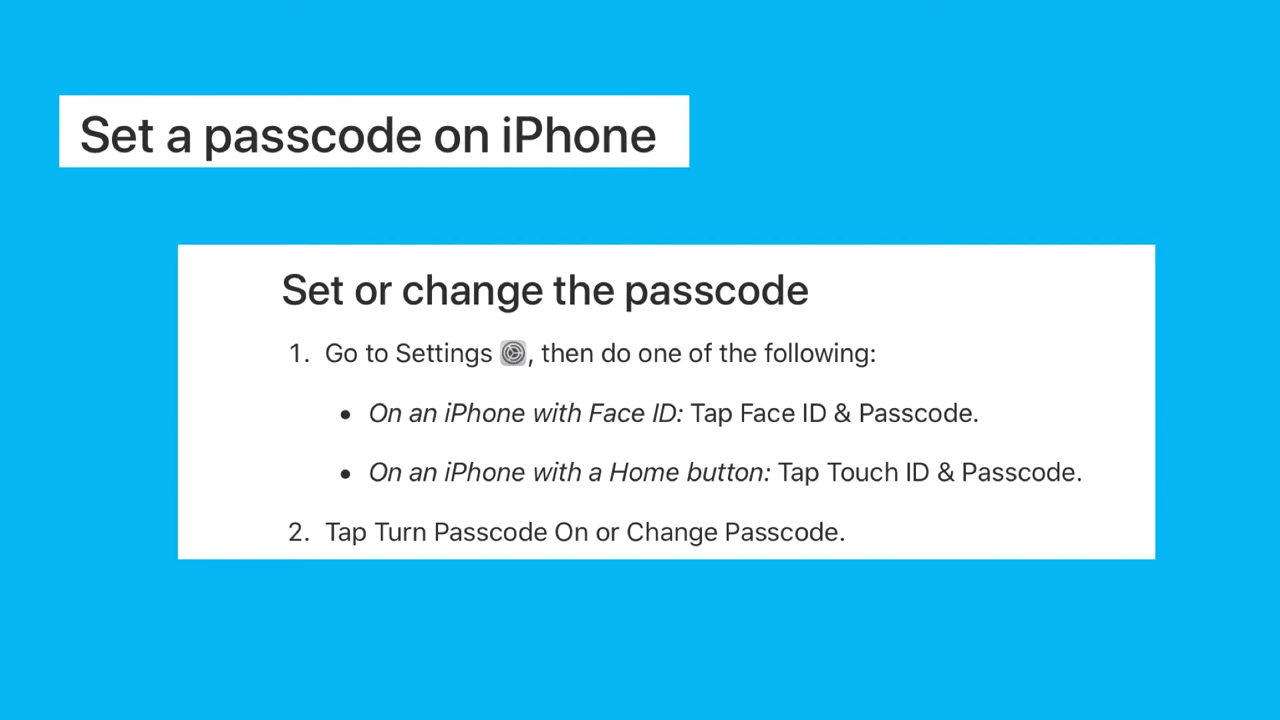 Set a passcode on iPhone
Set or change the passcode
1. Go to Settings , then do one of the following:
• On an iPhone with Face ID: Tap Face ID & Passcode.
• On an iPhone with a Home button: Tap Touch ID & Passcode.
2. Tap Turn Passcode On or Change Passcode.